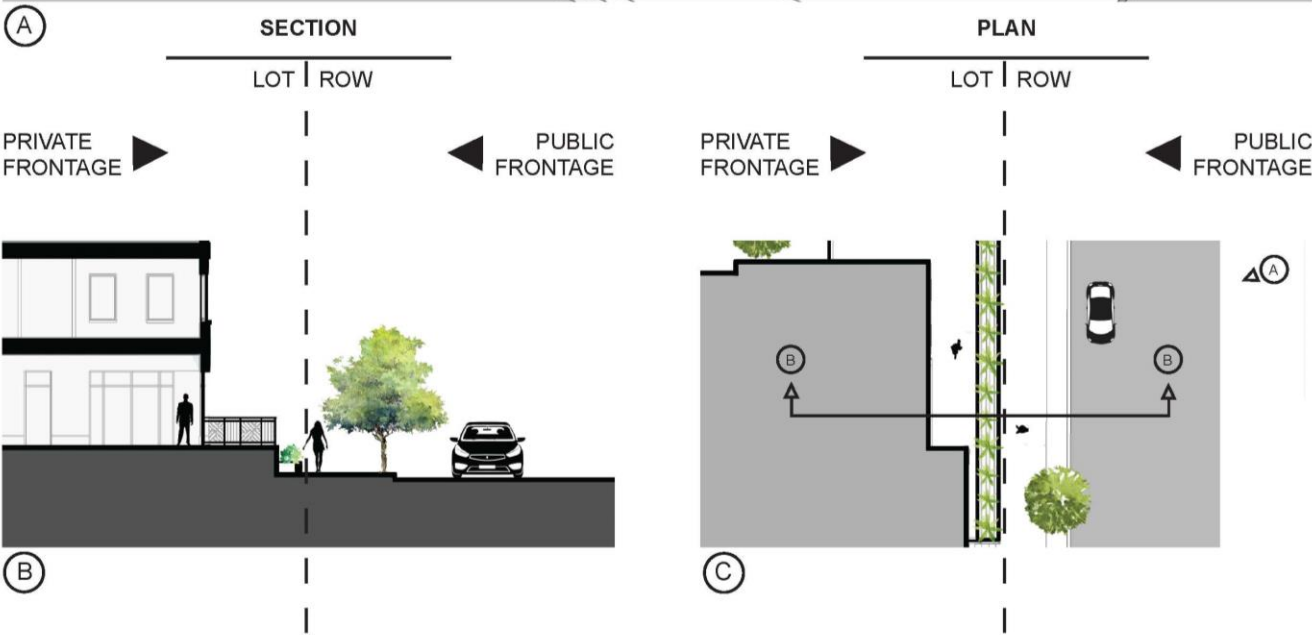 A
SECTION
LOT ROW
PRIVATE
FRONTAGE
PUBLIC
FRONTAGE
B
PLAN
LOT ROW
PRIVATE
FRONTAGE
PUBLIC
FRONTAGE
A
B
B
C